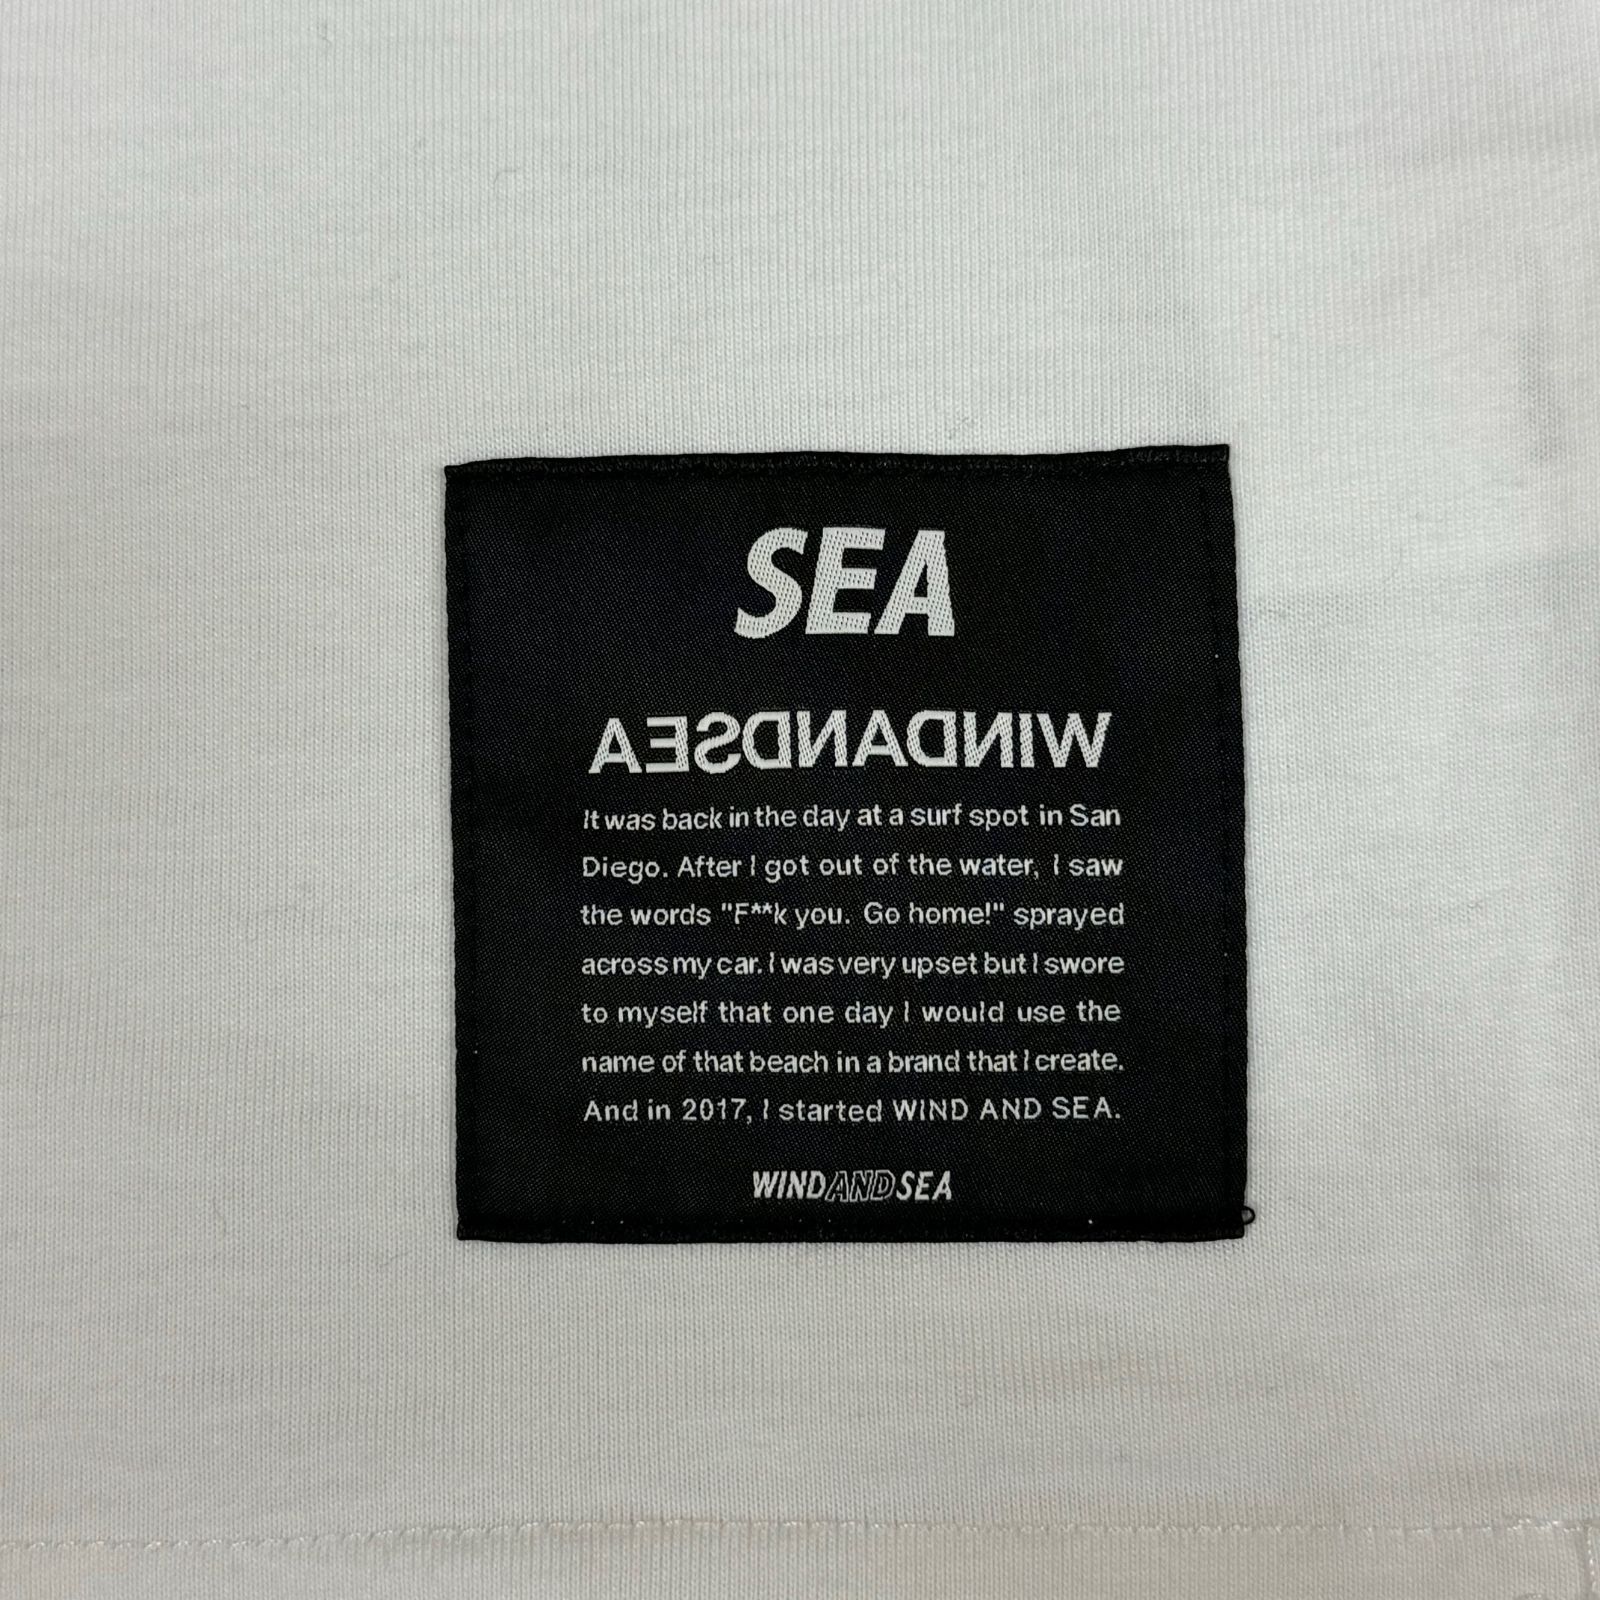 SEA
WINDANDSEA
It was back in the day at a surf spot in San
Diego. After I got out of the water, I saw
the words "F**k you. Go home!" sprayed
across my car. I was very upset but I swore
to myself that one day I would use the
name of that beach in a brand that I create.
And in 2017, I started WIND AND SEA.
WINDANDSEA